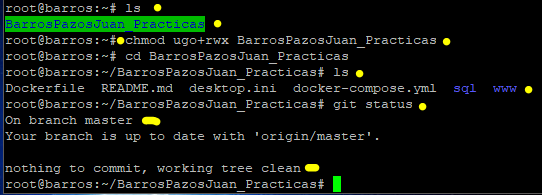 root@barros:~# ls
BarrosPazosJuan_Practicas
root@barros:~# chmod ugo+rwx BarrosPazosJuan_Practicas
root@barros:~# cd BarrosPazosJuan_Practicas
root@barros:~/BarrosPazosJuan_Practicas# ls
Dockerfile README.md desktop.ini docker-compose.yml sql www
root@barros:~/BarrosPazosJuan_Practicas# git status
On branch master
Your branch is up to date with 'origin/master'.
nothing to commit, working tree clean
root@barros:~/BarrosPazosJuan_Practicas#